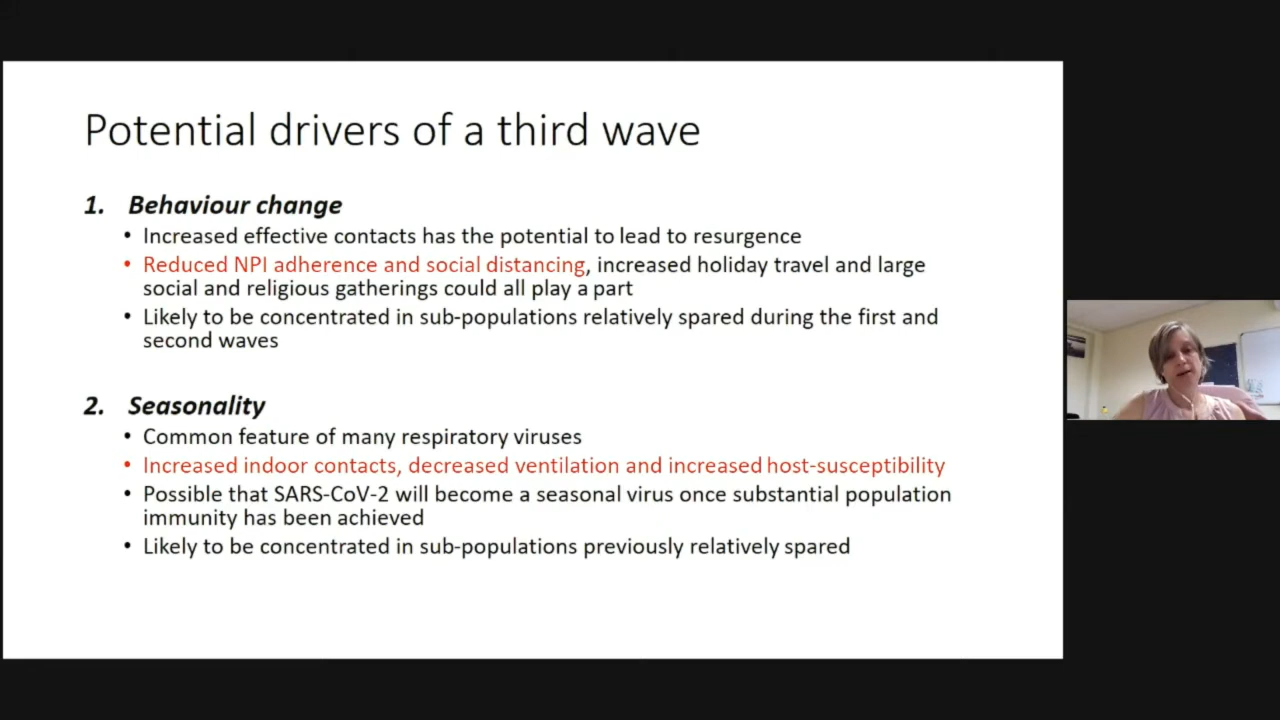 Potential drivers of a third wave
1. Behaviour change
• Increased effective contacts has the potential to lead to resurgence
• Reduced NPI adherence and social distancing, increased holiday travel and large
social and religious gatherings could all play a part
• Likely to be concentrated in sub-populations relatively spared during the first and
second waves
2. Seasonality
• Common feature of many respiratory viruses
• Increased indoor contacts, decreased ventilation and increased host-susceptibility
• Possible that SARS-CoV-2 will become a seasonal virus once substantial population
immunity has been achieved
• Likely to be concentrated in sub-populations previously relatively spared